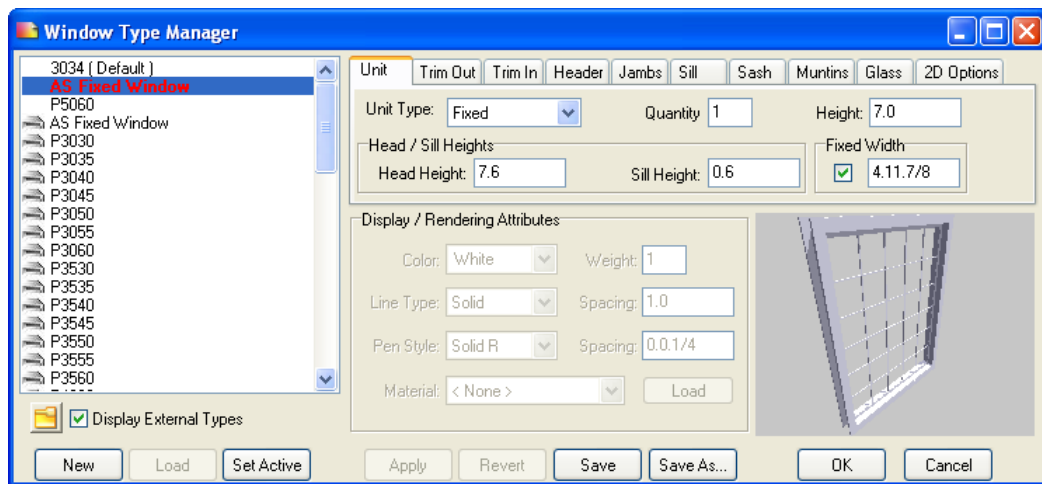 Window Type Manager
3034 ( Default )
AS Fixed Window
P5060
AS Fixed Window
P3030
P3035
P3040
P3045
P3050
P3055
P3060
P3530
P3535
P3540
P3545
P3550
P3555
P3560
Display External Types
New Load Set Active
Unit Trim Out Trim In Header Jambs Sill Sash Muntins Glass 2D Options
Unit Type: Fixed Quantity 1 Height: 7.0
Head / Sill Heights Fixed Width
Head Height: 7.6 Sill Height: 0.6 4.11.7/8
Display / Rendering Attributes
Color: White Weight: 1
Line Type: Solid Spacing: 1.0
Pen Style: Solid R Spacing: 0.0.1/4
Material: < None > Load
Apply Revert Save Save As... OK Cancel